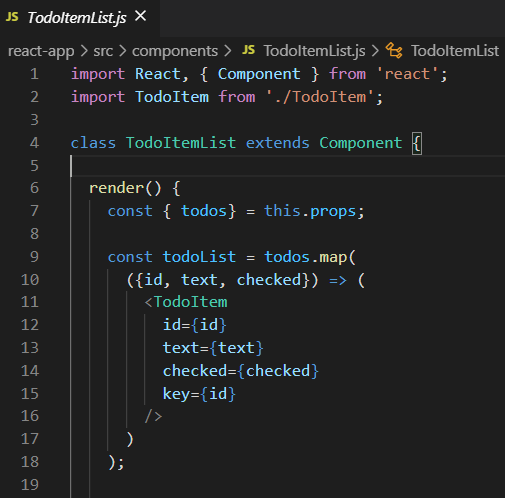 JS TodoItemList.js ×
react-app > src > components > JS TodoItemList.js > TodoItemList
1 import React, { Component } from 'react';
2 import TodoItem from './TodoItem';
3
4 class TodoItemList extends Component {
5
6   render() {
7     const { todos} = this.props;
8
9     const todoList = todos.map(
10       ({id, text, checked}) => (
11         <TodoItem
12           id={id}
13           text={text}
14           checked={checked}
15           key={id}
16         />
17       )
18     );
19